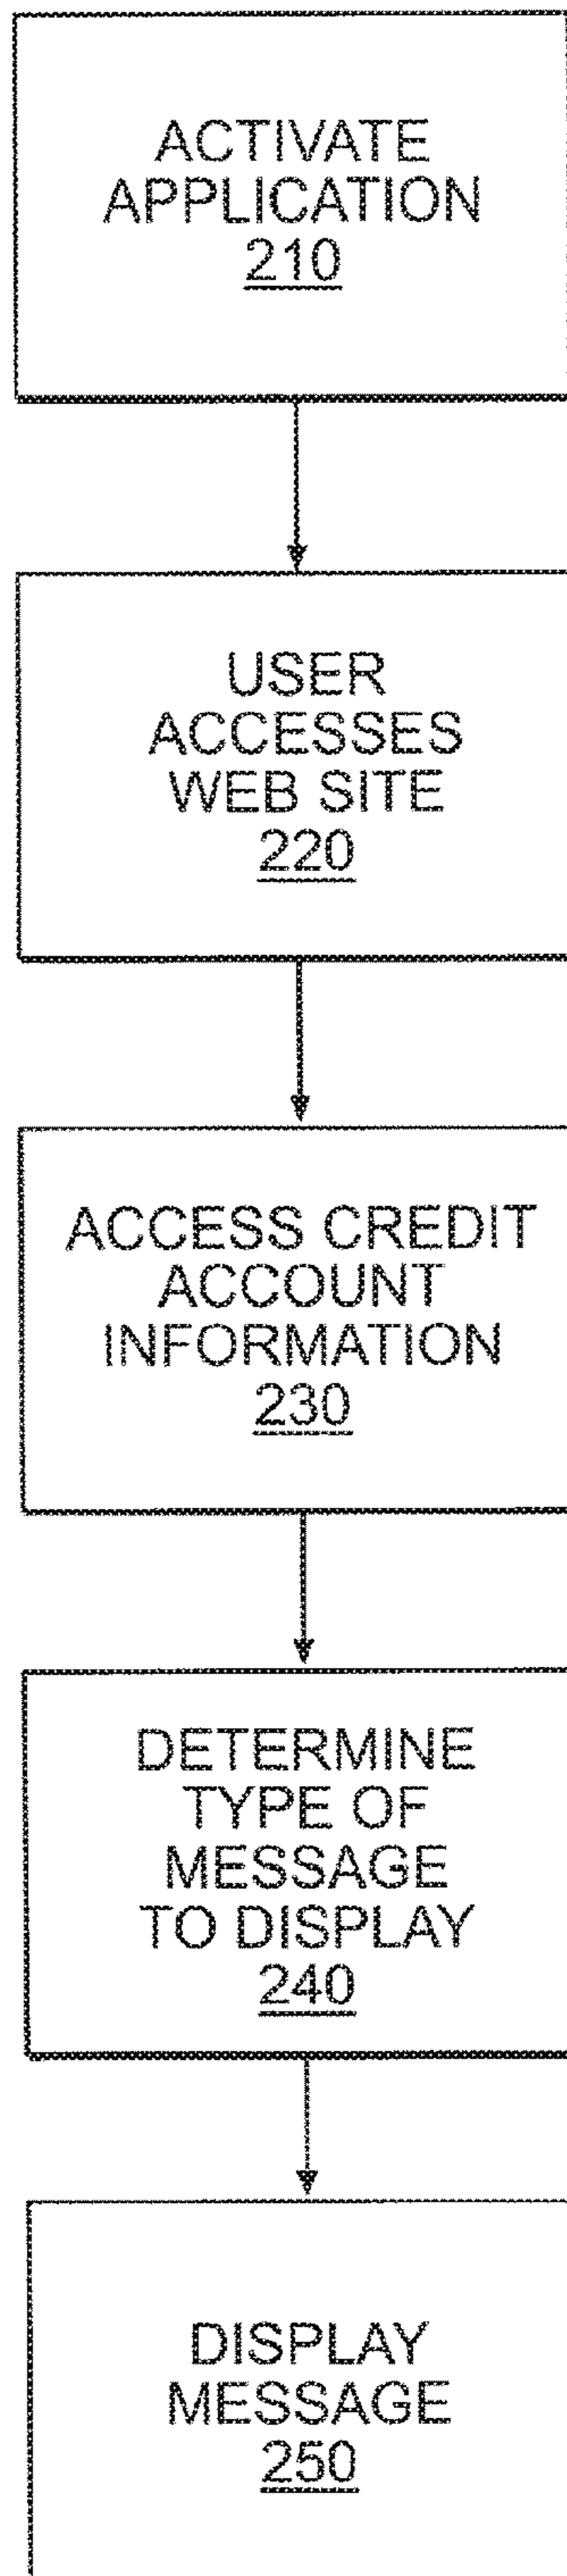 ACTIVATE
APPLICATION
210
USER
ACCESSES
WEB SITE
220
ACCESS CREDIT
ACCOUNT
INFORMATION
230
DETERMINE
TYPE OF
MESSAGE
TO DISPLAY
240
DISPLAY
MESSAGE
250